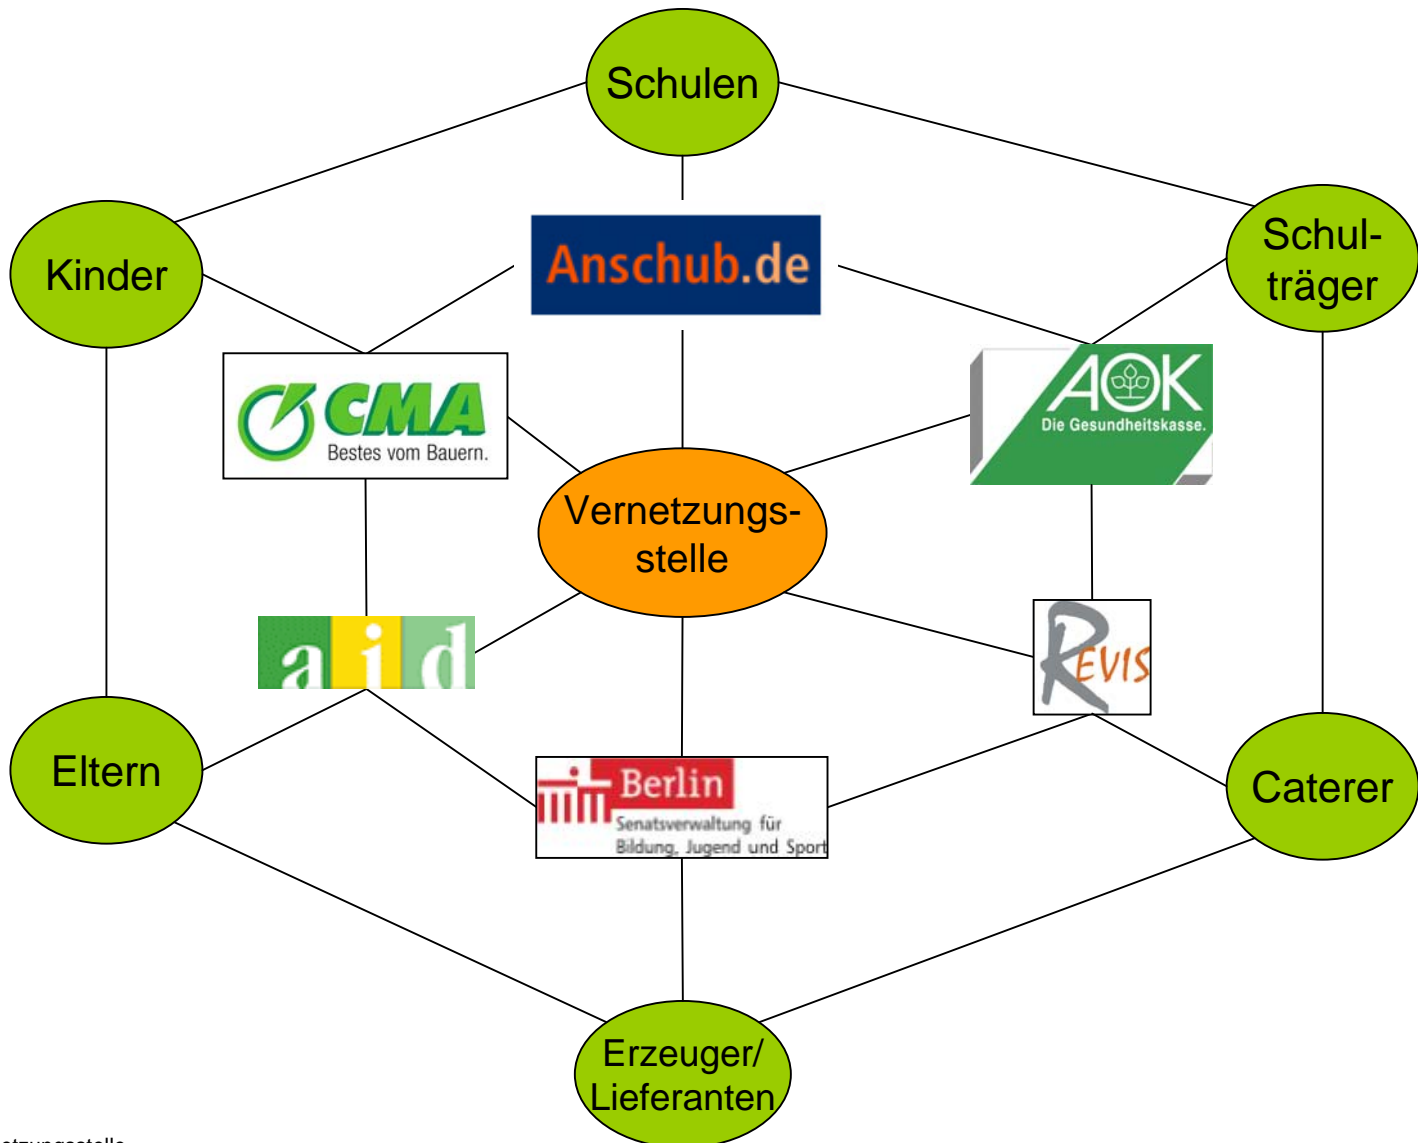 Schulen
Kinder
Anschub.de
Schul-
träger
CMA
Bestes vom Bauern.
AOK
Die Gesundheitskasse.
Vernetzungs-
stelle
aid
REVIS
Eltern
Berlin
Senatsverwaltung für
Bildung, Jugend und Sport
Caterer
Erzeuger/
Lieferanten